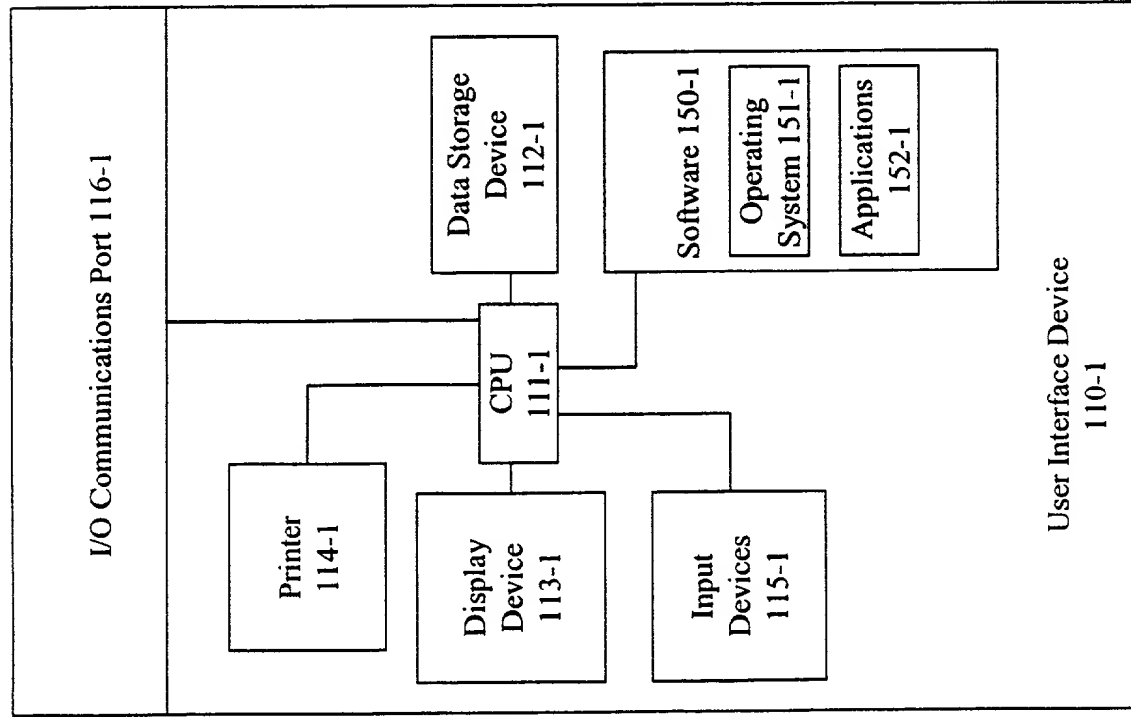 I/O Communications Port 116-1
Printer
114-1
Display
Device
113-1
Input
Devices
115-1
CPU
111-1
Data Storage
Device
112-1
Software 150-1
Operating
System 151-1
Applications
152-1
User Interface Device
110-1